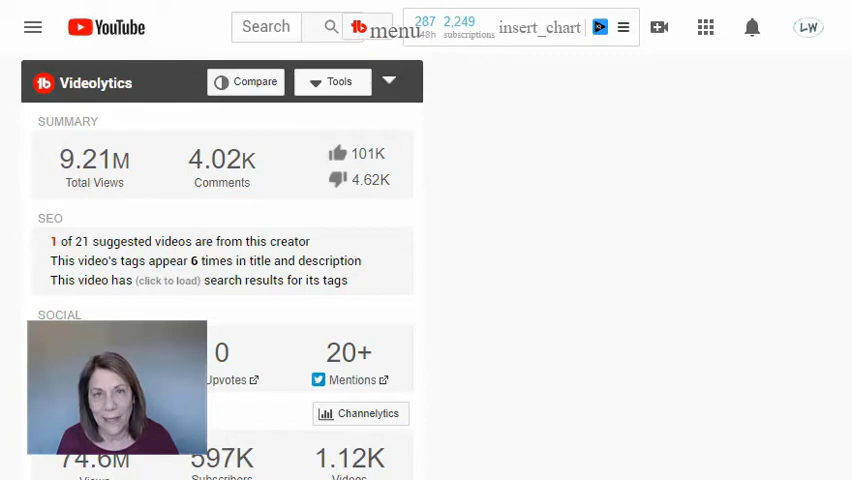 YouTube Search menu 287 2,249 insert_chart LW
48h subscriptions
Videolytics Compare Tools
SUMMARY
9.21M 4.02K 101K
Total Views Comments 4.62K
SEO
1 of 21 suggested videos are from this creator
This video's tags appear 6 times in title and description
This video has (click to load) search results for its tags
SOCIAL
0 20+
Upvotes Mentions
Channelytics
74.6M 597K 1.12K
Views Subscribers Videos